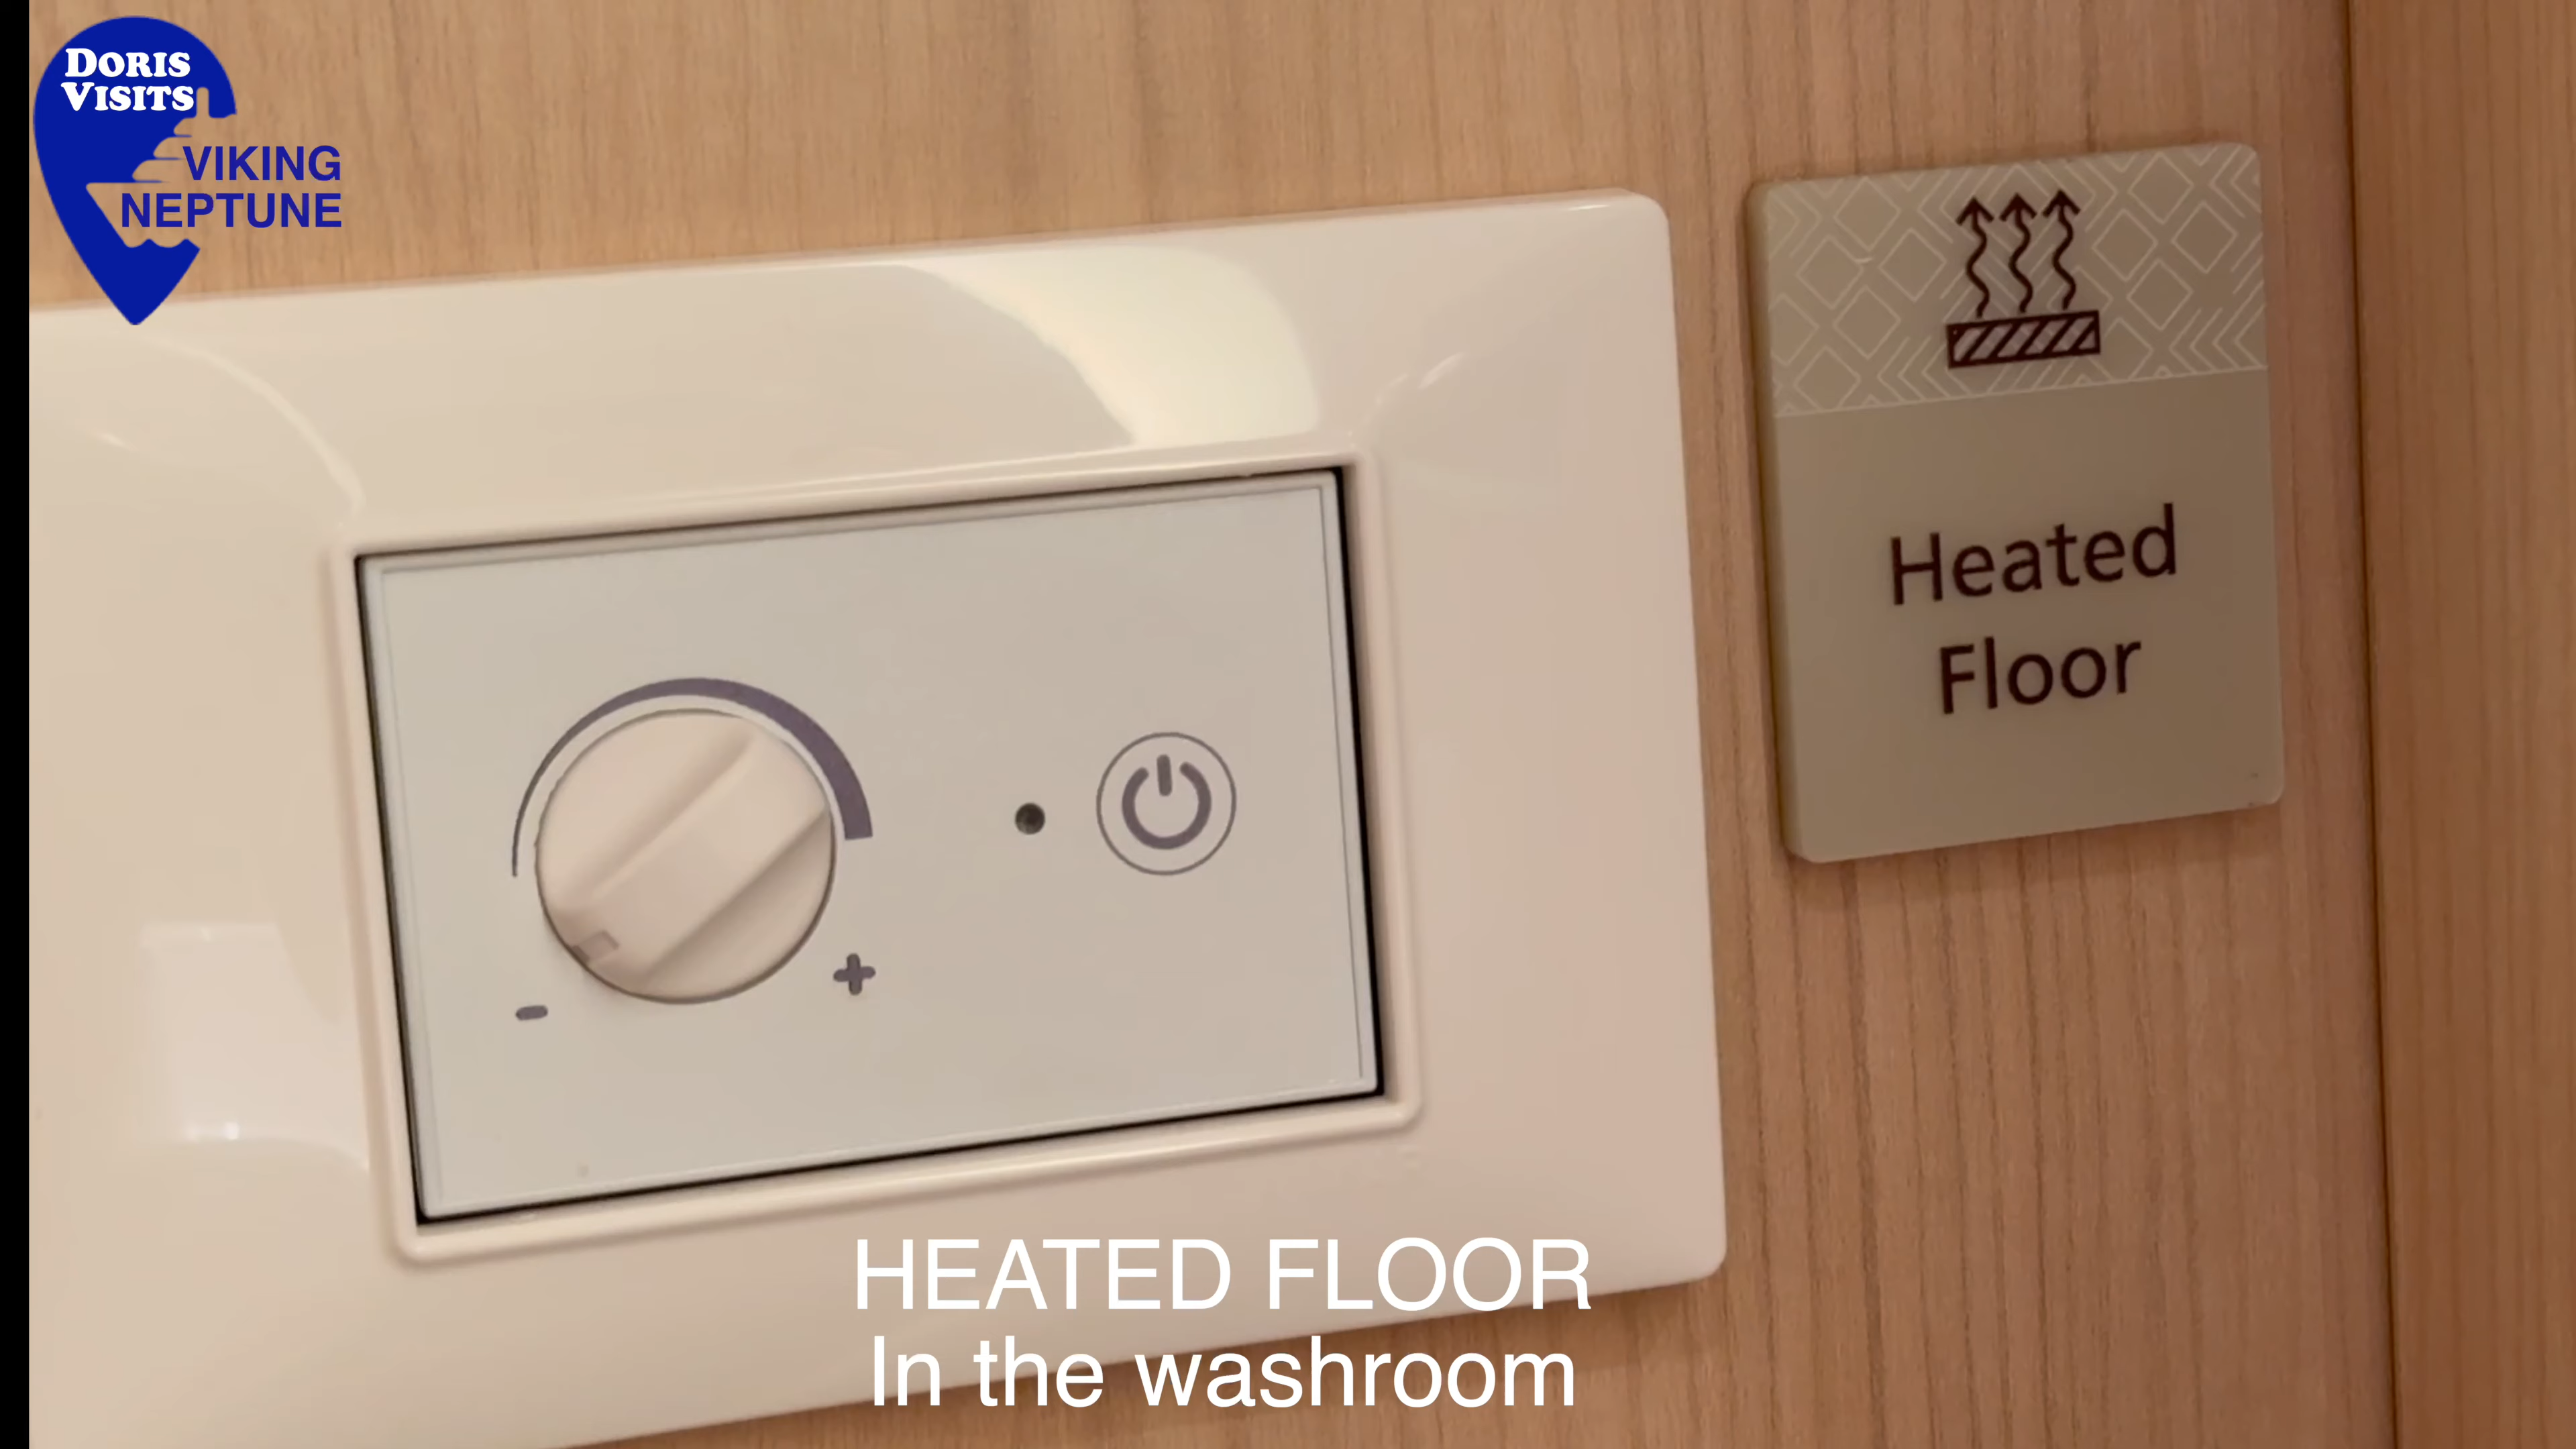 DORIS
VISITS
VIKING
NEPTUNE
Heated
Floor
-
+
HEATED FLOOR
In the washroom